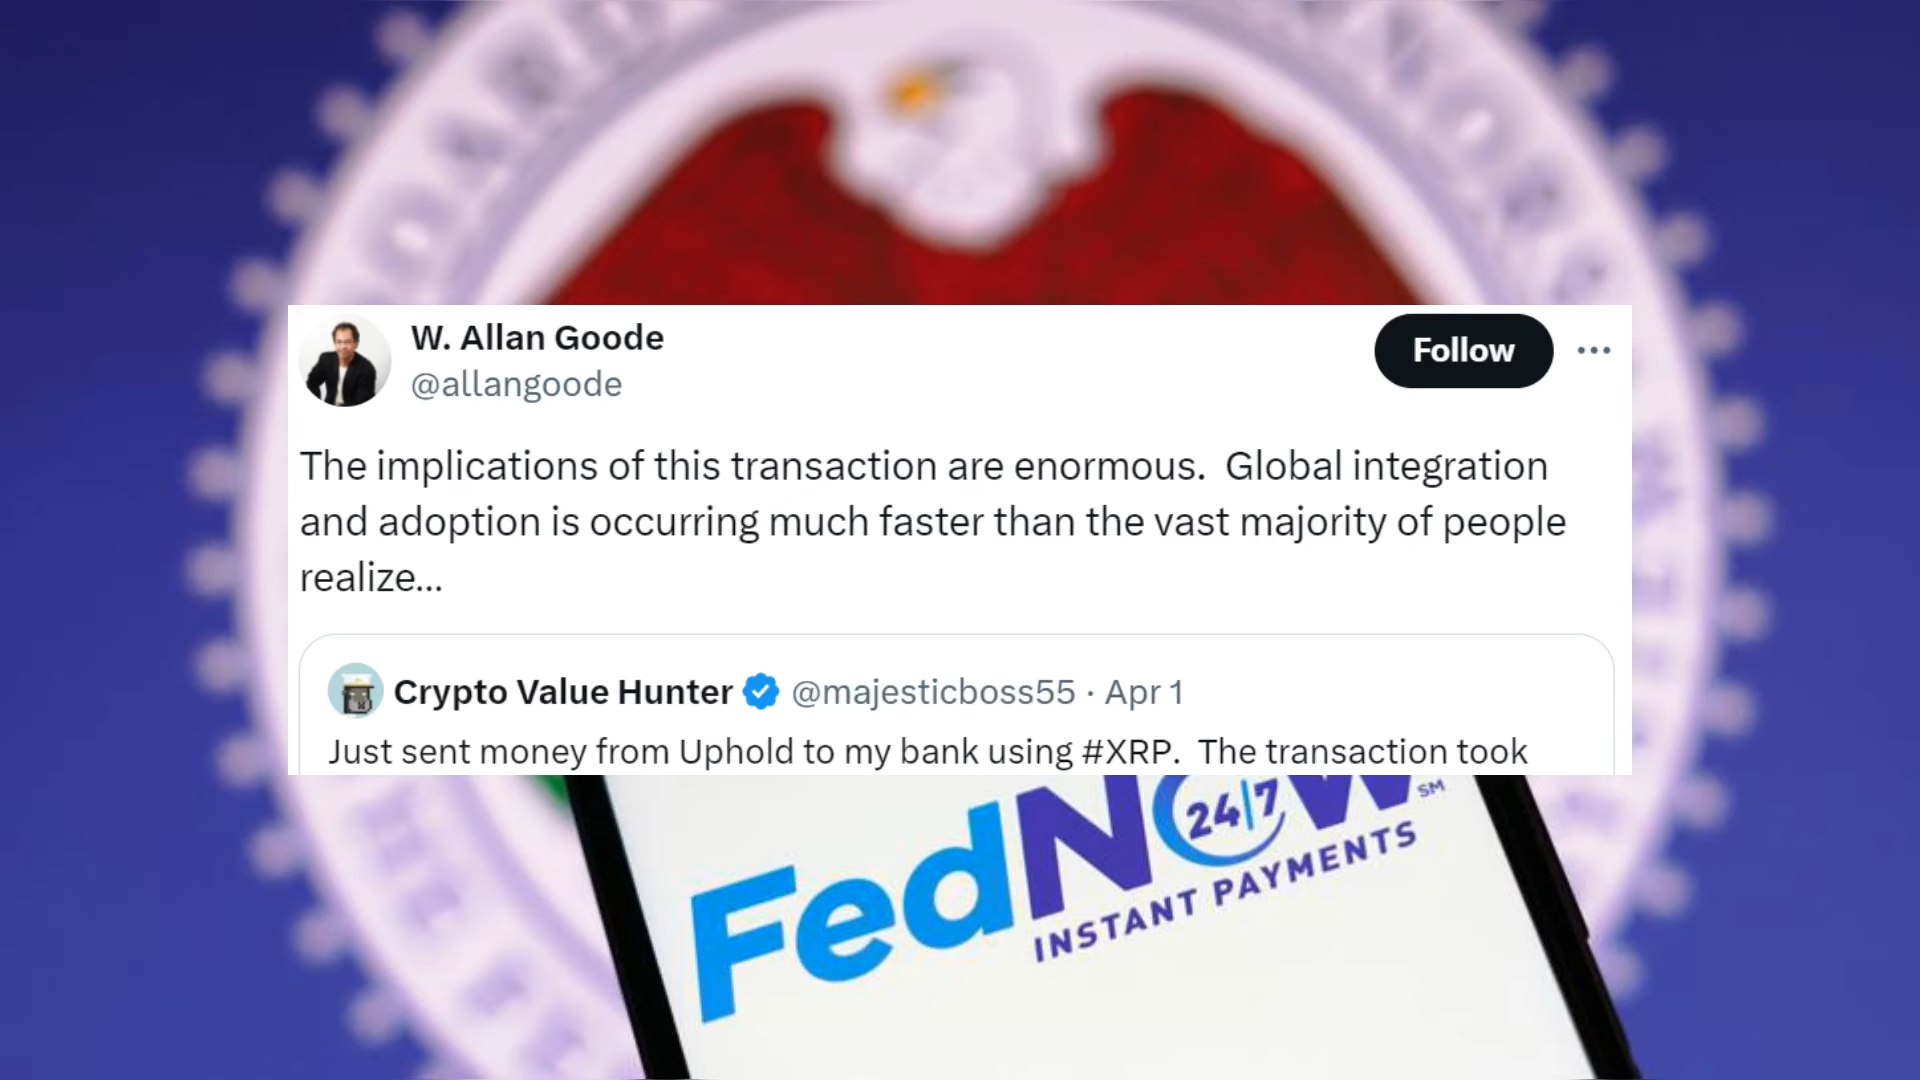 W. Allan Goode
@allangoode
Follow
The implications of this transaction are enormous.  Global integration
and adoption is occurring much faster than the vast majority of people
realize...
Crypto Value Hunter @majesticboss55 · Apr 1
Just sent money from Uphold to my bank using #XRP.  The transaction took
FedNow SM
24|7
INSTANT PAYMENTS